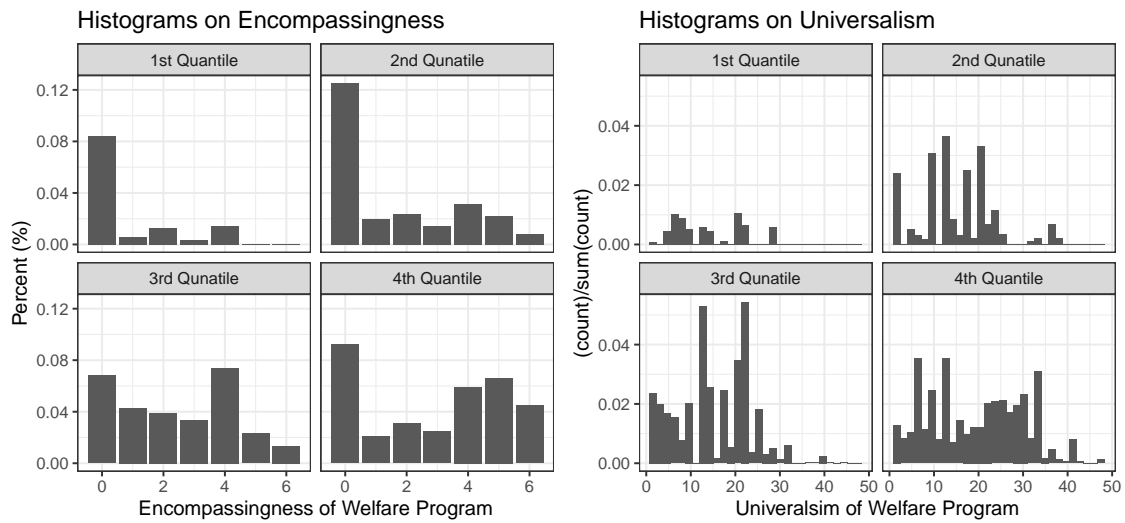 Histograms on Encompassingness
1st Quantile
2nd Qunatile
0.12
0.08
0.04
0.00
3rd Qunatile
4th Quantile
0.12
0.08
0.04
0.00
0 2 4 6
0 2 4 6
Percent (%)
Encompassingness of Welfare Program
Histograms on Universalism
1st Quantile
2nd Qunatile
0.04
0.02
0.00
3rd Qunatile
4th Quantile
0.04
0.02
0.00
0 10 20 30 40 50
0 10 20 30 40 50
(count)/sum(count)
Univeralsim of Welfare Program